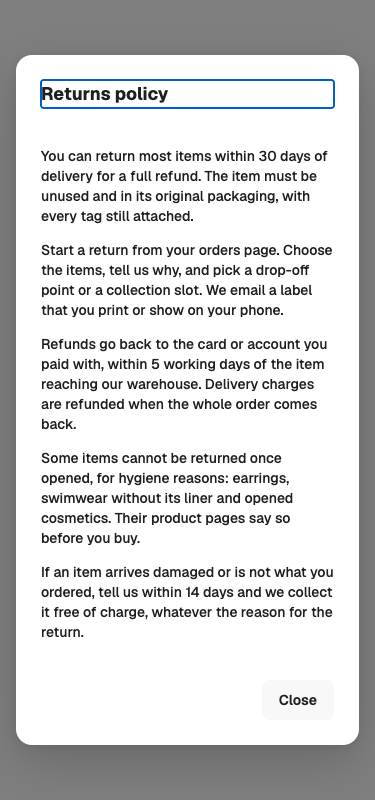 Returns policy
You can return most items within 30 days of
delivery for a full refund. The item must be
unused and in its original packaging, with
every tag still attached.
Start a return from your orders page. Choose
the items, tell us why, and pick a drop-off
point or a collection slot. We email a label
that you print or show on your phone.
Refunds go back to the card or account you
paid with, within 5 working days of the item
reaching our warehouse. Delivery charges
are refunded when the whole order comes
back.
Some items cannot be returned once
opened, for hygiene reasons: earrings,
swimwear without its liner and opened
cosmetics. Their product pages say so
before you buy.
If an item arrives damaged or is not what you
ordered, tell us within 14 days and we collect
it free of charge, whatever the reason for the
return.
Close